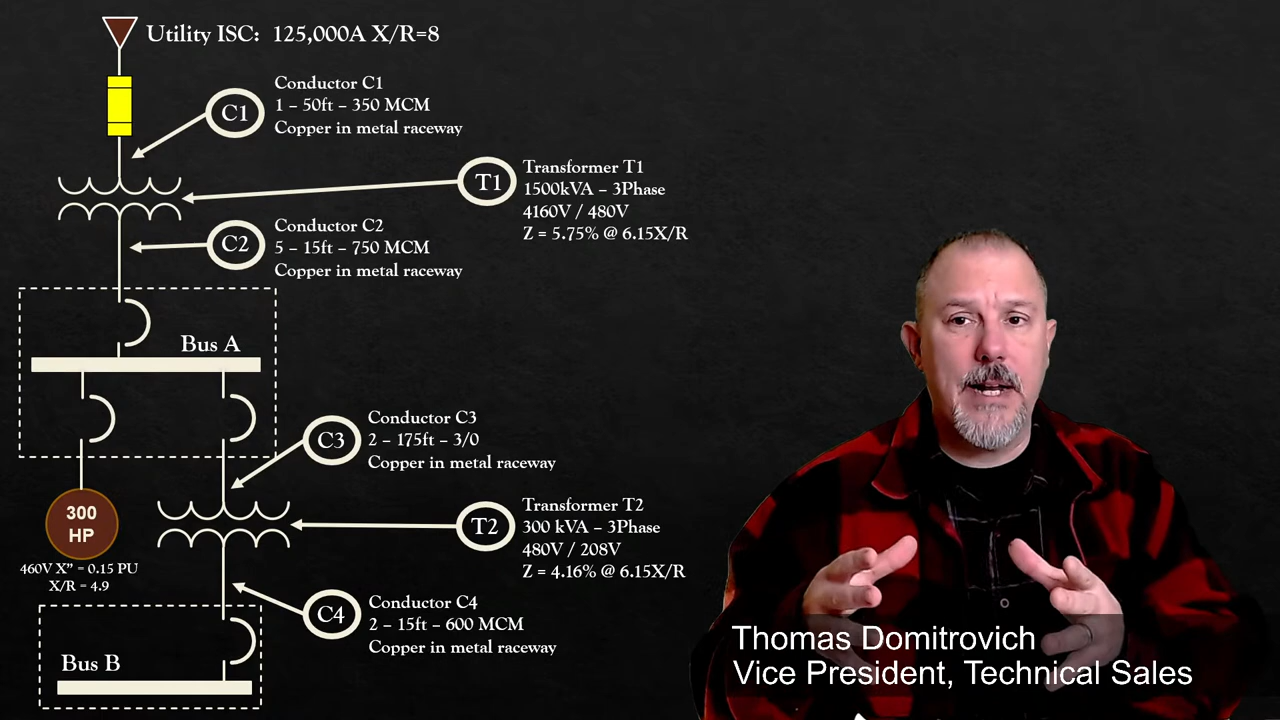 Utility ISC: 125,000A X/R=8
C1
Conductor C1
1 – 50ft – 350 MCM
Copper in metal raceway
T1
Transformer T1
1500kVA – 3Phase
4160V / 480V
Z = 5.75% @ 6.15X/R
C2
Conductor C2
5 – 15ft – 750 MCM
Copper in metal raceway
Bus A
C3
Conductor C3
2 – 175ft – 3/0
Copper in metal raceway
300
HP
460V X” = 0.15 PU
X/R = 4.9
T2
Transformer T2
300 kVA – 3Phase
480V / 208V
Z = 4.16% @ 6.15X/R
C4
Conductor C4
2 – 15ft – 600 MCM
Copper in metal raceway
Bus B
Thomas Domitrovich
Vice President, Technical Sales